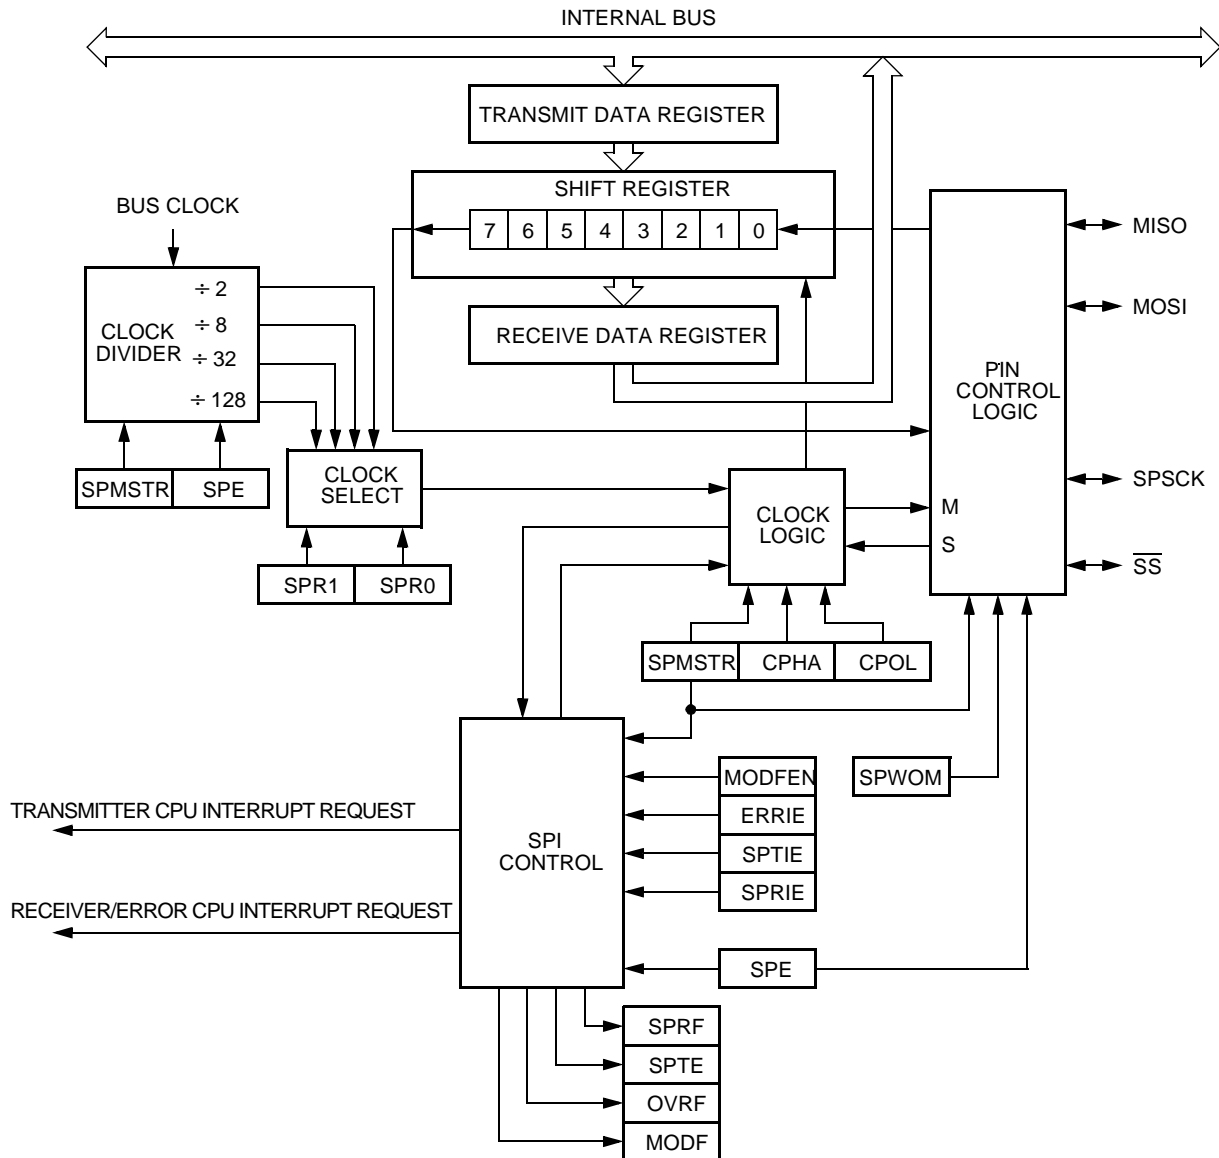 INTERNAL BUS
TRANSMIT DATA REGISTER
SHIFT REGISTER
7 6 5 4 3 2 1 0
BUS CLOCK
÷ 2
÷ 8
÷ 32
÷ 128
CLOCK
DIVIDER
RECEIVE DATA REGISTER
PIN
CONTROL
LOGIC
MISO
MOSI
SPSCK
SS
M
S
SPMSTR SPE
CLOCK
SELECT
SPR1 SPR0
CLOCK
LOGIC
SPMSTR CPHA CPOL
MODFEN
ERRIE
SPTIE
SPRIE
SPWOM
SPE
SPI
CONTROL
TRANSMITTER CPU INTERRUPT REQUEST
RECEIVER/ERROR CPU INTERRUPT REQUEST
SPRF
SPTE
OVRF
MODF